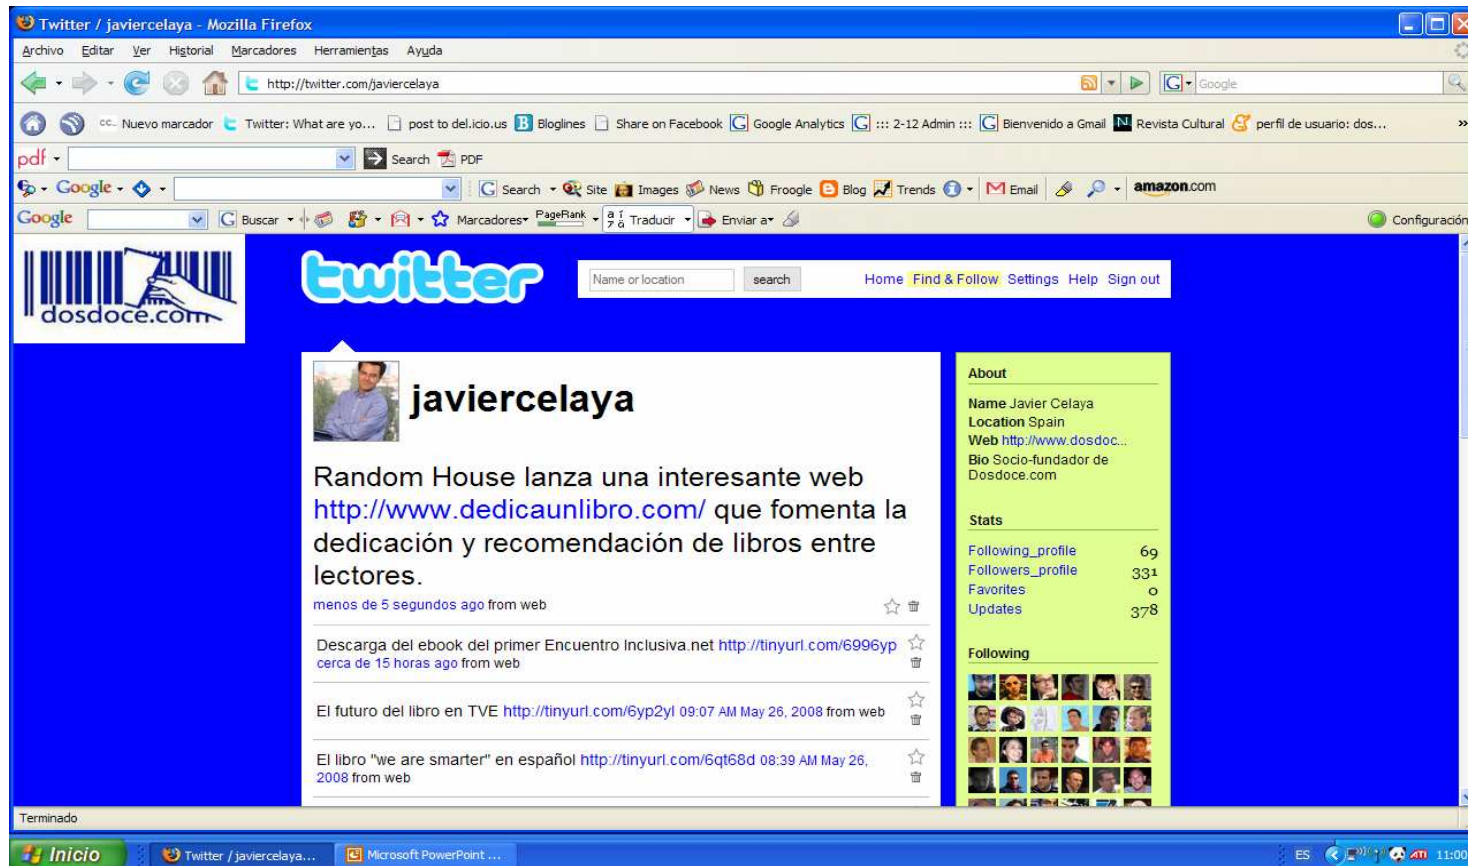 Twitter / javiercelaya - Mozilla Firefox
Archivo Editar Ver Historial Marcadores Herramientas Ayuda
http://twitter.com/javiercelaya Google
Nuevo marcador Twitter: What are yo... post to del.icio.us Bloglines Share on Facebook Google Analytics ::: 2-12 Admin ::: Bienvenido a Gmail Revista Cultural perfil de usuario: dos... »
pdf Search PDF
Google Search Site Images News Froogle Blog Trends Email amazon.com
Google Buscar Marcadores PageRank Traducir Enviar a Configuración
dosdoce.com
twitter
Name or location search Home Find & Follow Settings Help Sign out
javiercelaya
Random House lanza una interesante web
http://www.dedicaunlibro.com/ que fomenta la
dedicación y recomendación de libros entre
lectores.
menos de 5 segundos ago from web
Descarga del ebook del primer Encuentro Inclusiva.net http://tinyurl.com/6996yp
cerca de 15 horas ago from web
El futuro del libro en TVE http://tinyurl.com/6yp2yl 09:07 AM May 26, 2008 from web
El libro "we are smarter" en español http://tinyurl.com/6qt68d 08:39 AM May 26,
2008 from web
About
Name Javier Celaya
Location Spain
Web http://www.dosdoc...
Bio Socio-fundador de
Dosdoce.com
Stats
Following_profile 69
Followers_profile 331
Favorites 0
Updates 378
Following
Terminado
Inicio Twitter / javiercelaya... Microsoft PowerPoint ... ES 11:00